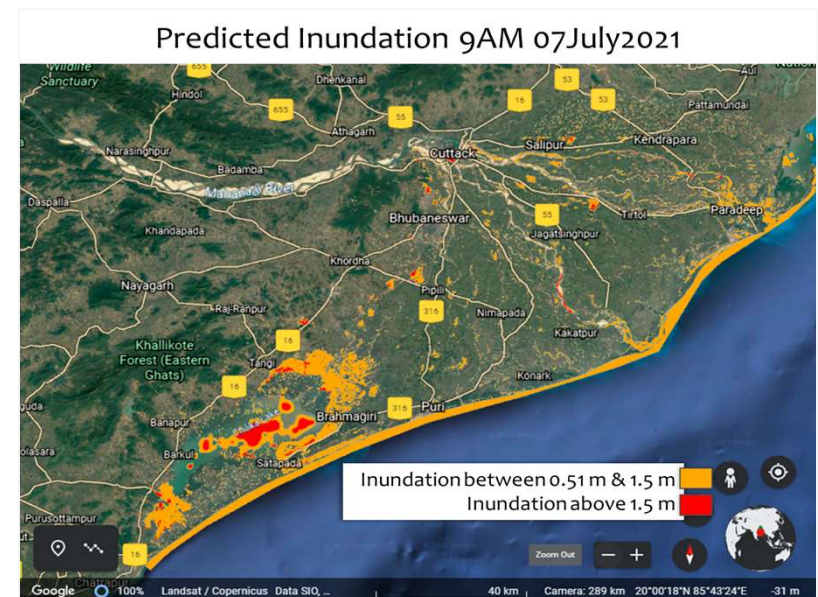 Predicted Inundation 9AM 07July2021
Wildlife
Sanctuary
655
Dhenkanal
53
Aul
Hindol
655
16
53
Pattamundai
55
Athagarh
Narasinghpur
Cuttack
Salipur
Kendrapara
Badamba
Mahanadi River
Daspalla
Bhubaneswar
55
Tirtol
Paradeep
Khandapada
Jagatsinghpur
Khordha
Nayagarh
Pipili
Raj-Ranpur
316
Nimapada
16
Kakatpur
Khallikote
Forest (Eastern
Ghats)
Tangi
16
Konark
316
Puri
Brahmagiri
Banapur
Barkul
Satapada
Inundation between 0.51 m & 1.5 m
Inundation above 1.5 m
Purusottampur
16
Zoom Out
Chatrapur
Google
100%
Landsat / Copernicus Data SIO, ...
40 km
Camera: 289 km
20°00'18"N 85°43'24"E
-31 m